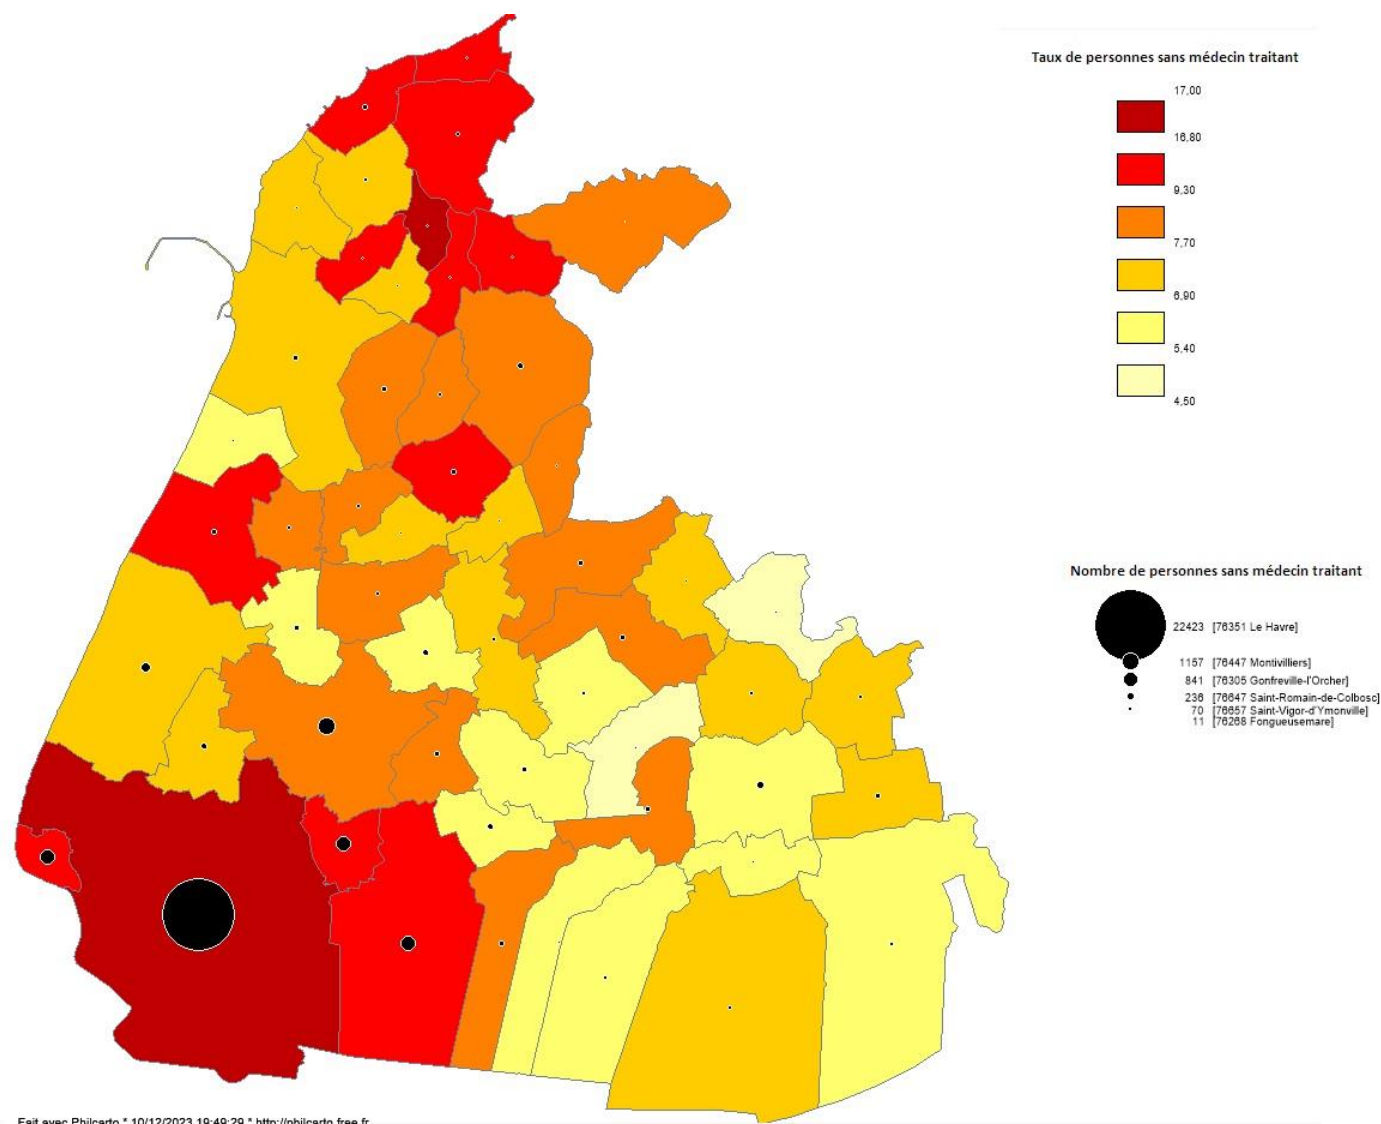 Taux de personnes sans médecin traitant
17,00
16,80
9,30
7,70
6,90
5,40
4,50
Nombre de personnes sans médecin traitant
22423 [76351 Le Havre]
1157 [76447 Montivilliers]
841 [76305 Gonfreville-l'Orcher]
236 [76647 Saint-Romain-de-Colbosc]
70 [76657 Saint-Vigor-d'Ymonville]
11 [76268 Fongueusemare]
Fait avec Philcarto * 10/12/2023 19:49:29 * http://philcarto.free.fr